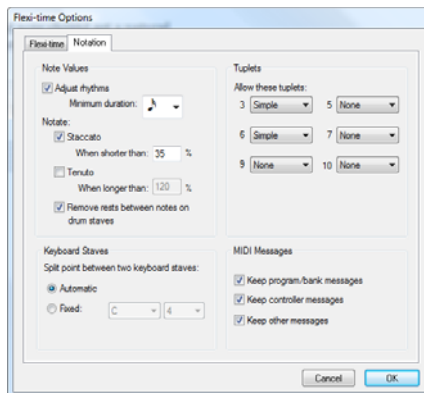 Flexi-time Options
Flexi-time Notation
Note Values
Adjust rhythms
Minimum duration:
Notate:
Staccato
When shorter than: 35 %
Tenuto
When longer than: 120 %
Remove rests between notes on
drum staves
Tuplets
Allow these tuplets:
3 Simple 5 None
6 Simple 7 None
9 None 10 None
Keyboard Staves
Split point between two keyboard staves:
Automatic
Fixed: C 4
MIDI Messages
Keep program/bank messages
Keep controller messages
Keep other messages
Cancel OK